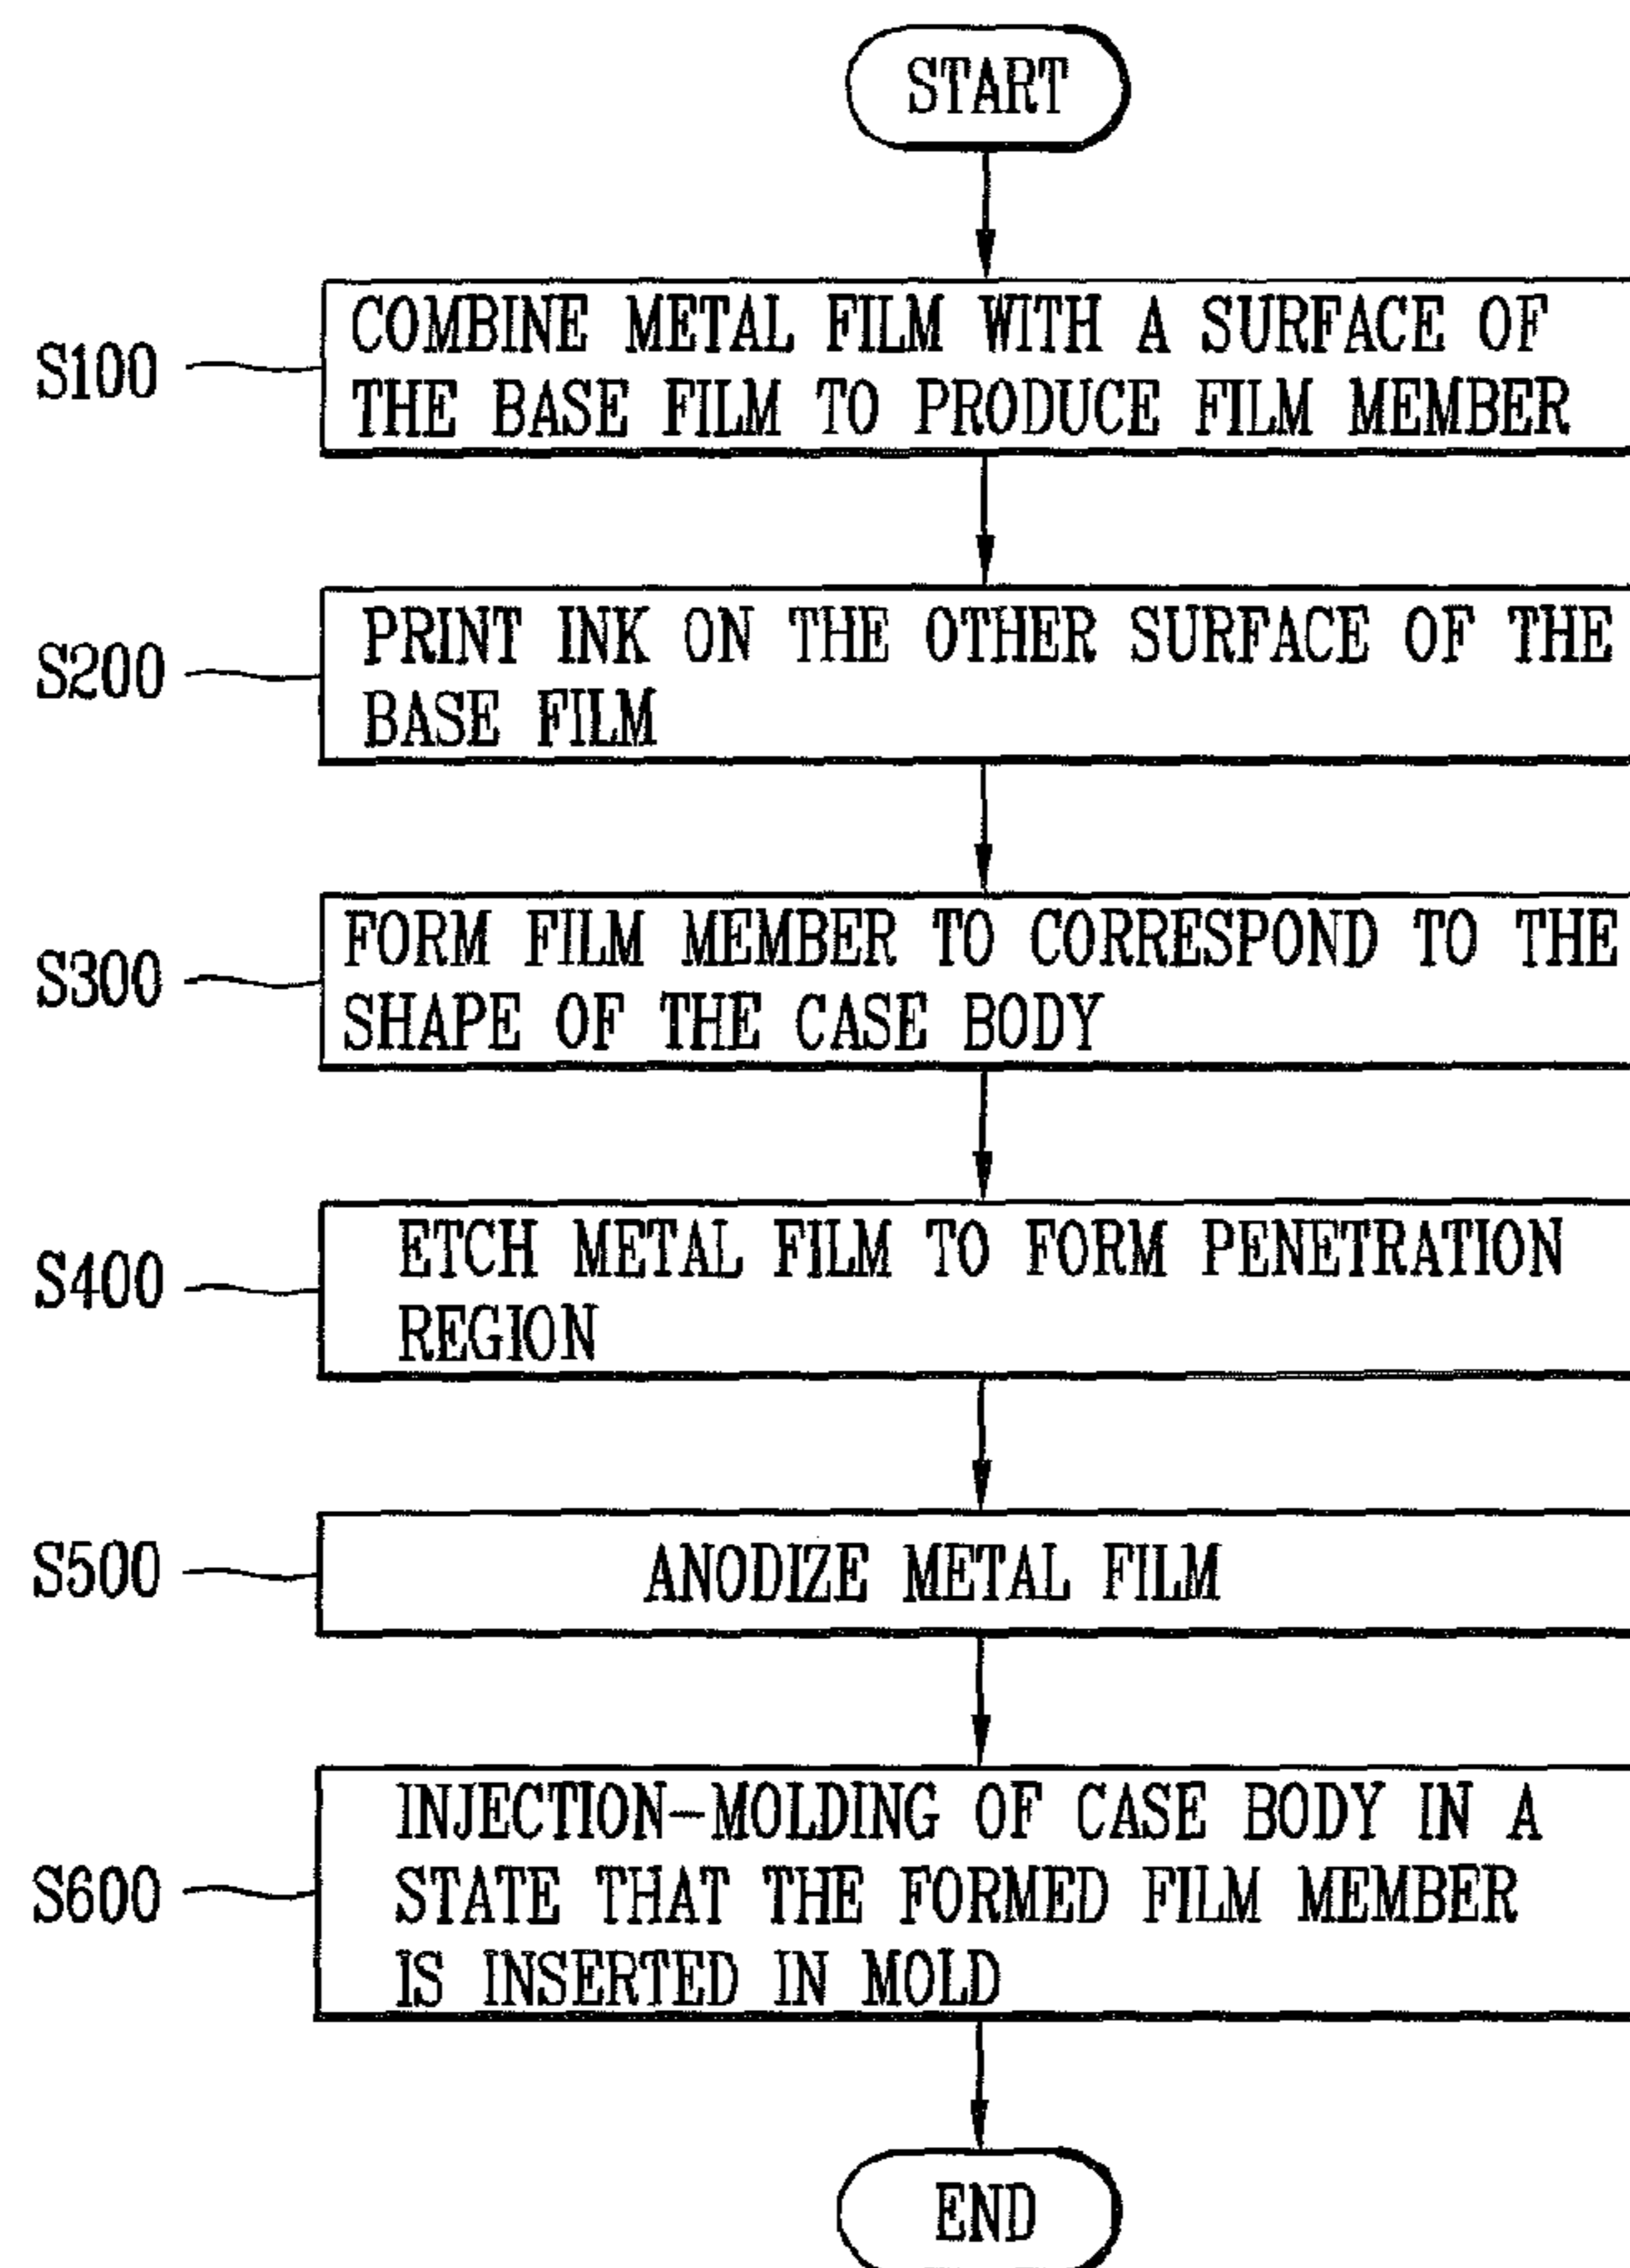 START
S100
COMBINE METAL FILM WITH A SURFACE OF
THE BASE FILM TO PRODUCE FILM MEMBER
S200
PRINT INK ON THE OTHER SURFACE OF THE
BASE FILM
S300
FORM FILM MEMBER TO CORRESPOND TO THE
SHAPE OF THE CASE BODY
S400
ETCH METAL FILM TO FORM PENETRATION
REGION
S500
ANODIZE METAL FILM
S600
INJECTION-MOLDING OF CASE BODY IN A
STATE THAT THE FORMED FILM MEMBER
IS INSERTED IN MOLD
END